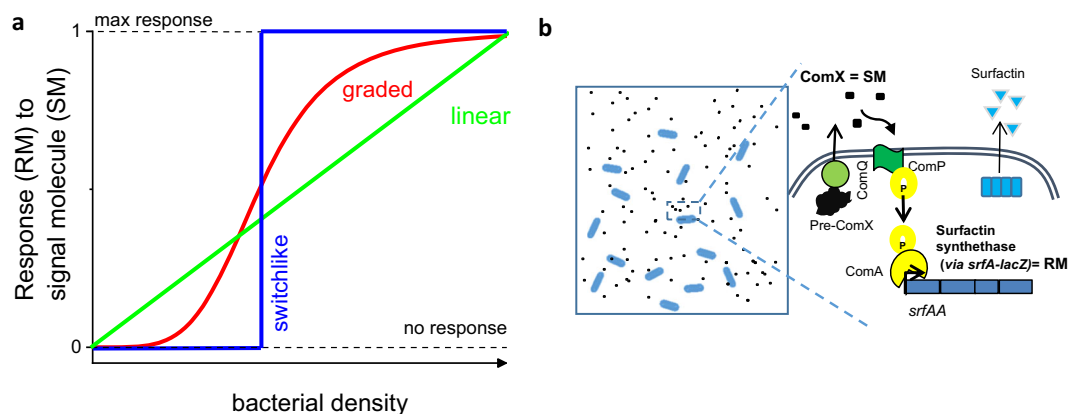 a
Response (RM) to
signal molecule (SM)
1
max response
graded
linear
switchlike
no response
0
bacterial density
b
ComX = SM
Surfactin
ComQ
ComP
P
Pre-ComX
P
Surfactin
synthethase
(via srfA-lacZ)= RM
ComA
srfAA